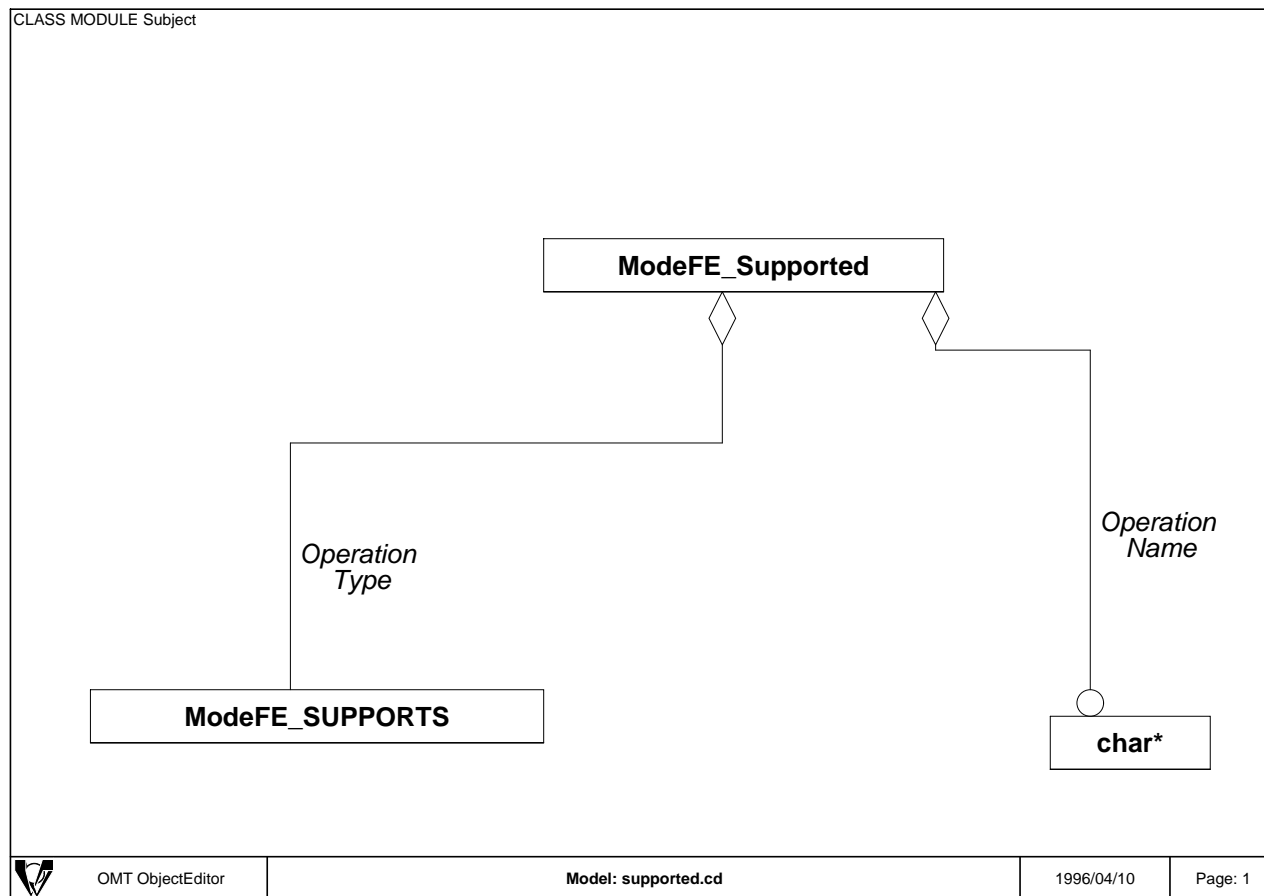 CLASS MODULE Subject
ModeFE_Supported
Operation
Name
Operation
Type
ModeFE_SUPPORTS
char*
OMT ObjectEditor
Model: supported.cd
1996/04/10
Page: 1